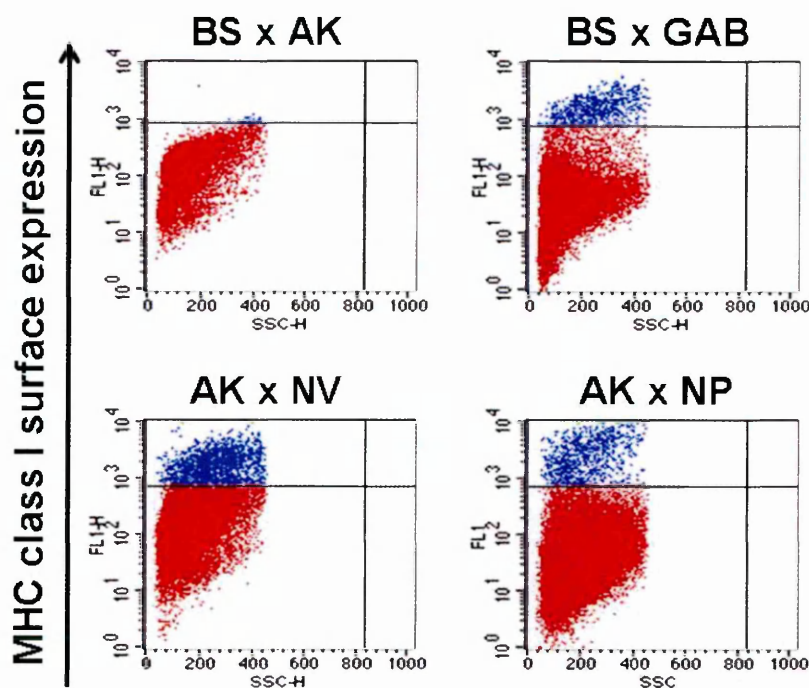 MHC class I surface expression
BS x AK
10⁴
10³
10²
10¹
10⁰
FL1-H
0 200 400 600 800 1000
SSC-H
BS x GAB
10⁴
10³
10²
10¹
10⁰
FL1-H
0 200 400 600 800 1000
SSC-H
AK x NV
10⁴
10³
10²
10¹
10⁰
FL1-H
0 200 400 600 800 1000
SSC-H
AK x NP
10⁴
10³
10²
10¹
10⁰
FL1
0 200 400 600 800 1000
SSC